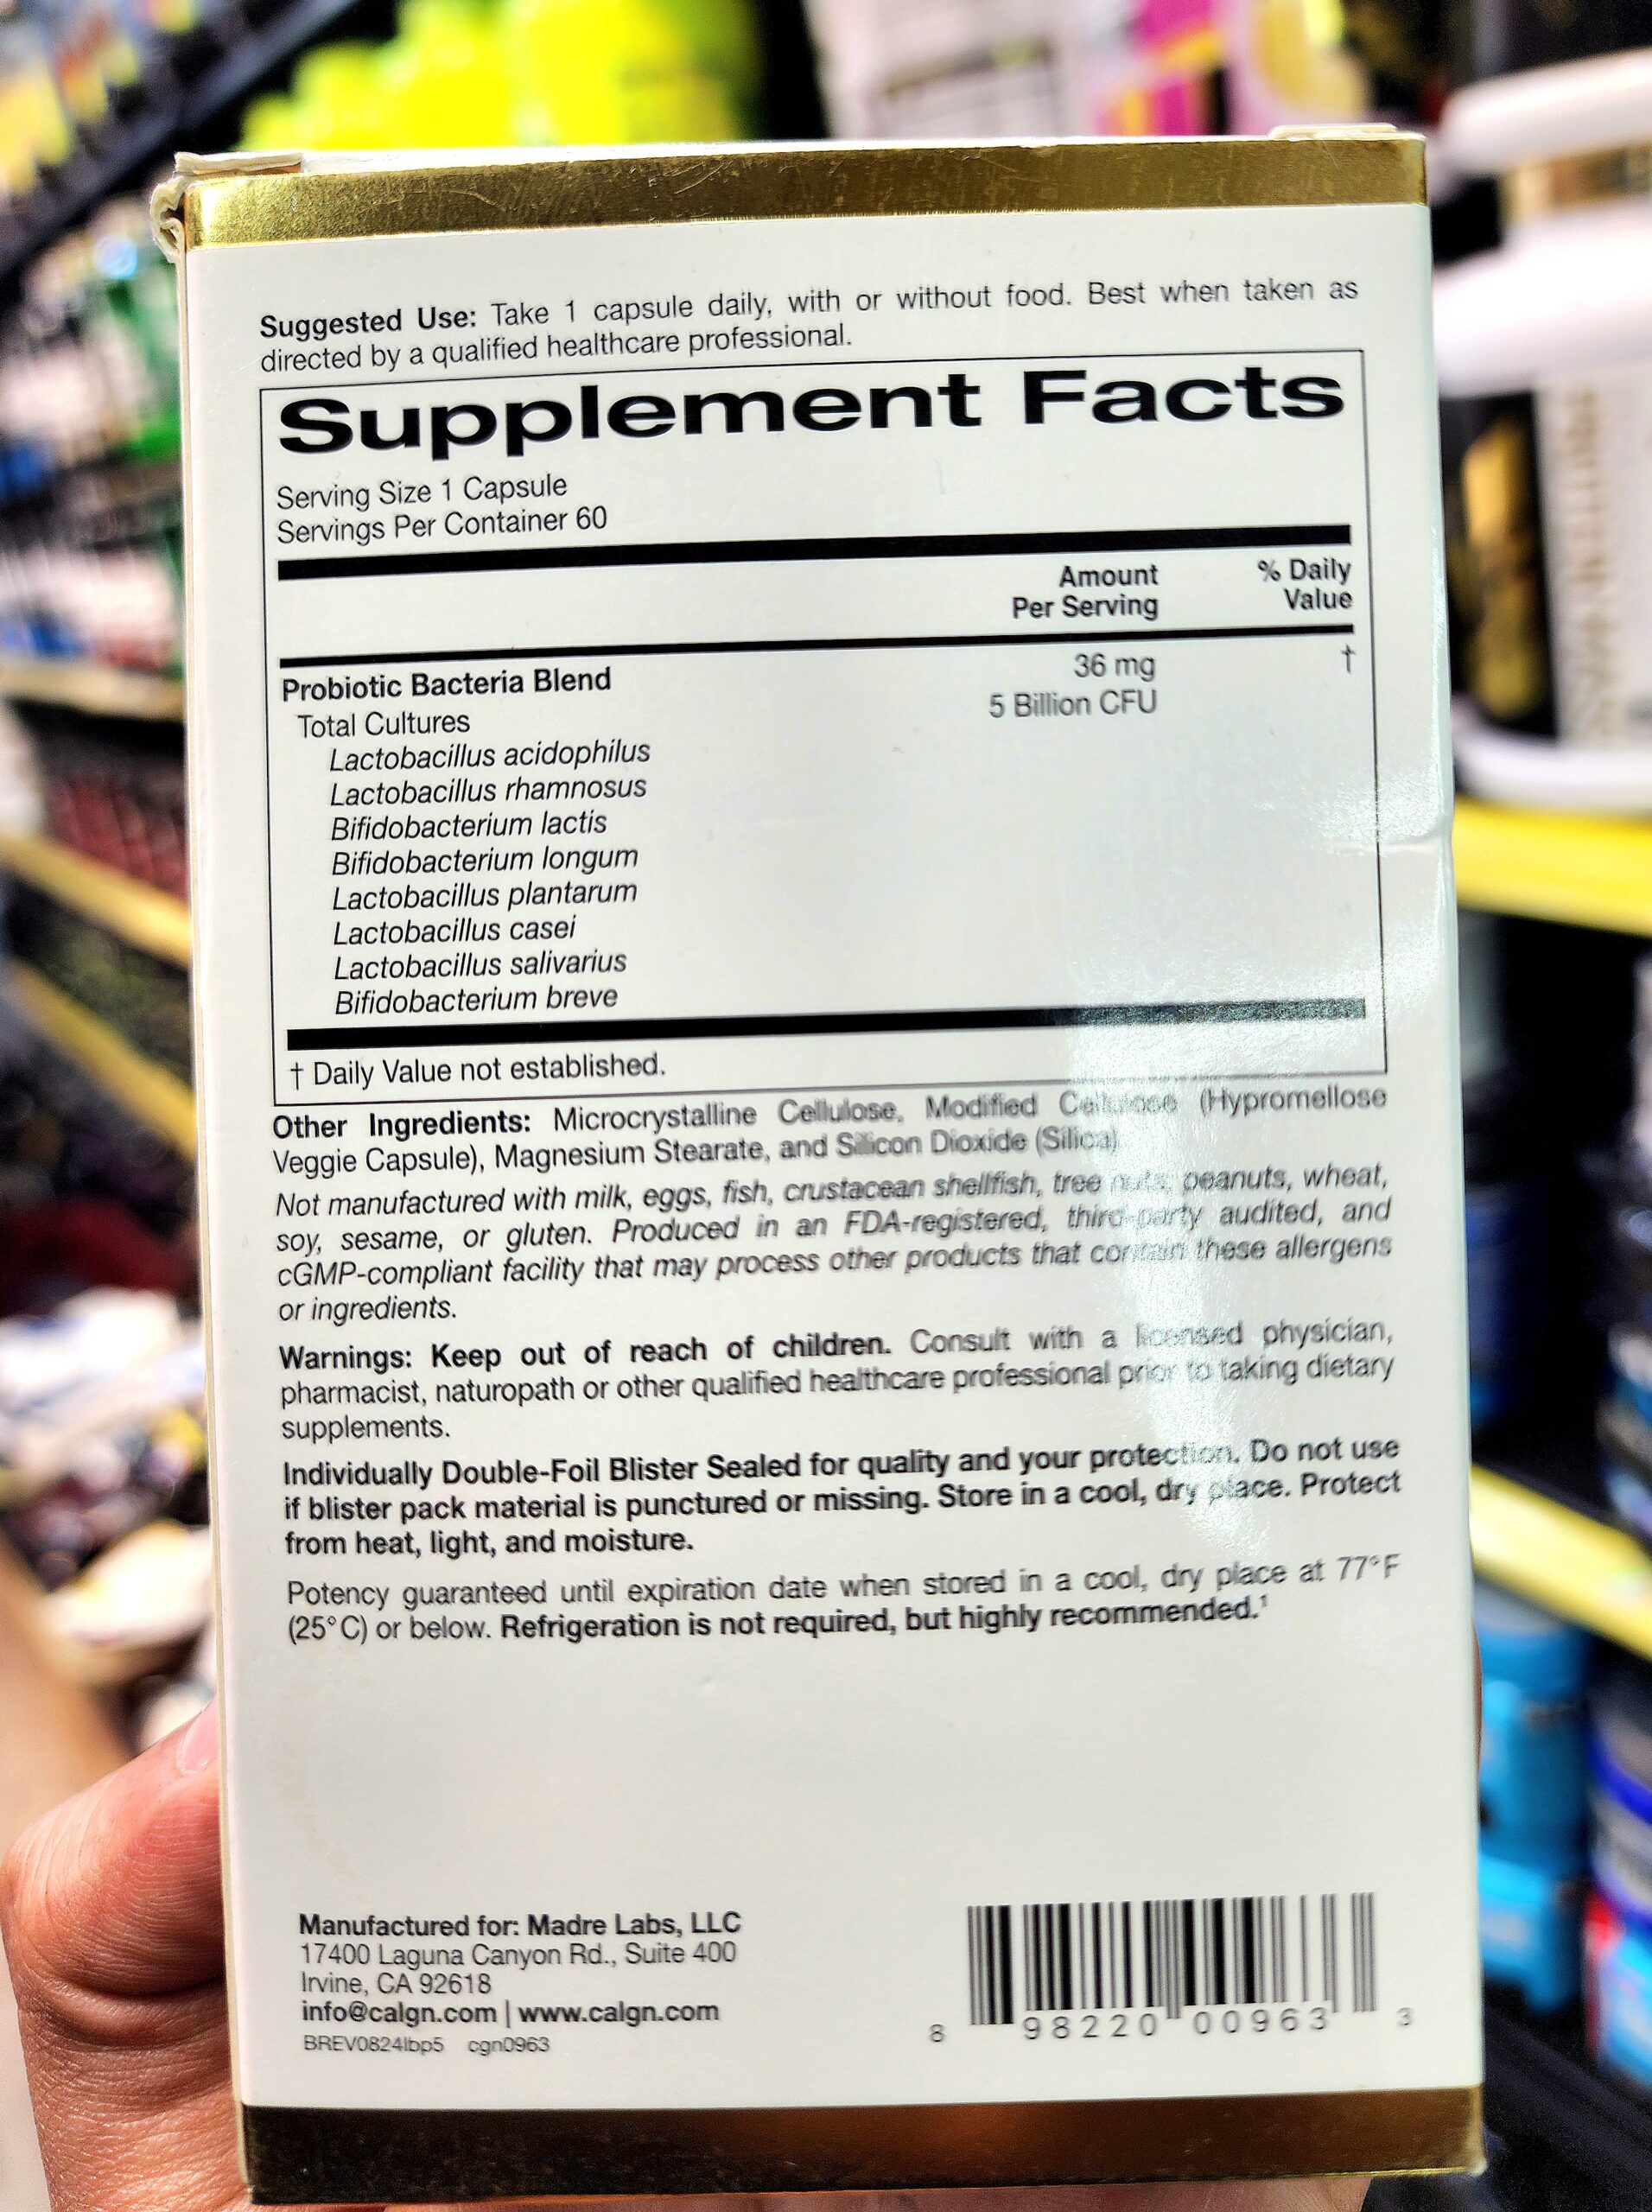 Suggested Use: Take 1 capsule daily, with or without food. Best when taken as
directed by a qualified healthcare professional.
Supplement Facts
Serving Size 1 Capsule
Servings Per Container 60
Amount Per Serving
% Daily Value
Probiotic Bacteria Blend 36 mg †
Total Cultures 5 Billion CFU
Lactobacillus acidophilus
Lactobacillus rhamnosus
Bifidobacterium lactis
Bifidobacterium longum
Lactobacillus plantarum
Lactobacillus casei
Lactobacillus salivarius
Bifidobacterium breve
† Daily Value not established.
Other Ingredients: Microcrystalline Cellulose, Modified Cellulose (Hypromellose
Veggie Capsule), Magnesium Stearate, and Silicon Dioxide (Silica).
Not manufactured with milk, eggs, fish, crustacean shellfish, tree nuts, peanuts, wheat,
soy, sesame, or gluten. Produced in an FDA-registered, third-party audited, and
cGMP-compliant facility that may process other products that contain these allergens
or ingredients.
Warnings: Keep out of reach of children. Consult with a licensed physician,
pharmacist, naturopath or other qualified healthcare professional prior to taking dietary
supplements.
Individually Double-Foil Blister Sealed for quality and your protection. Do not use
if blister pack material is punctured or missing. Store in a cool, dry place. Protect
from heat, light, and moisture.
Potency guaranteed until expiration date when stored in a cool, dry place at 77°F
(25°C) or below. Refrigeration is not required, but highly recommended.¹
Manufactured for: Madre Labs, LLC
17400 Laguna Canyon Rd., Suite 400
Irvine, CA 92618
info@calgn.com | www.calgn.com
BREV0824lbp5 cgn0963
8 98220 00963 3